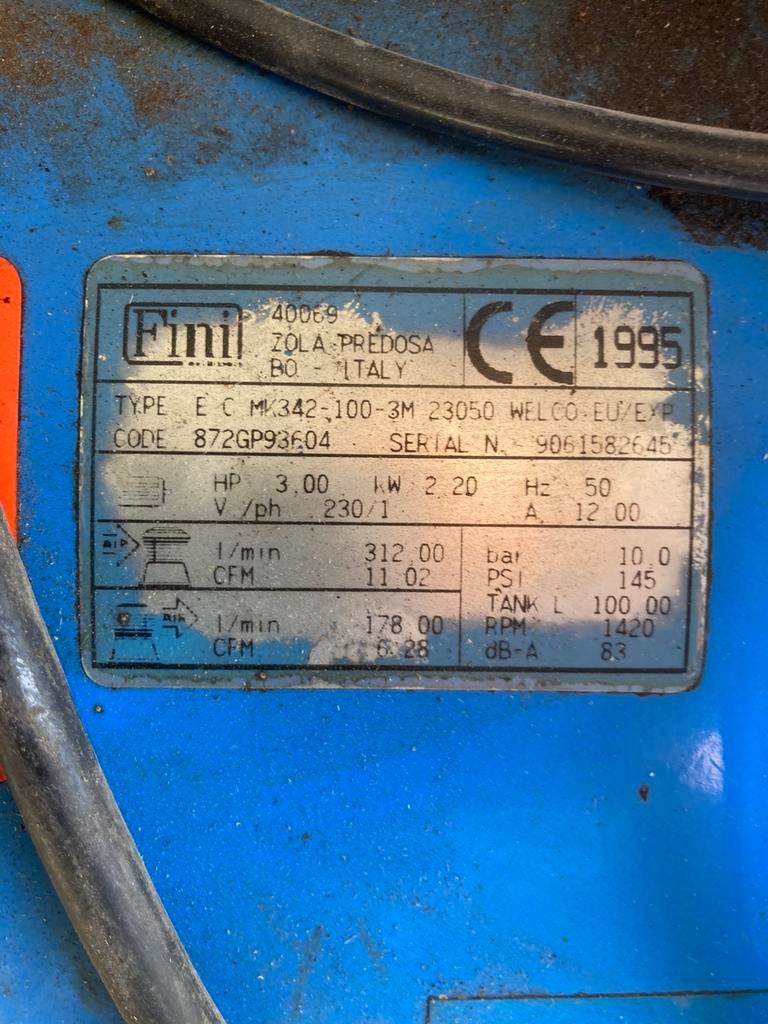 Fini
40069
ZOLA PREDOSA
BO - ITALY
CE
1995
TYPE E C MK342-100-3M 23050 WELCO EU/EXP
CODE 872GP93604 SERIAL N. 9061582645
HP 3.00 kW 2.20 Hz 50
V /ph 230/1 A 12.00
AIR
l/min 312.00
CFM 11.02
AIR
l/min 178.00
CFM 6.28
bar 10.0
PSI 145
TANK L 100.00
RPM 1420
dB-A 83